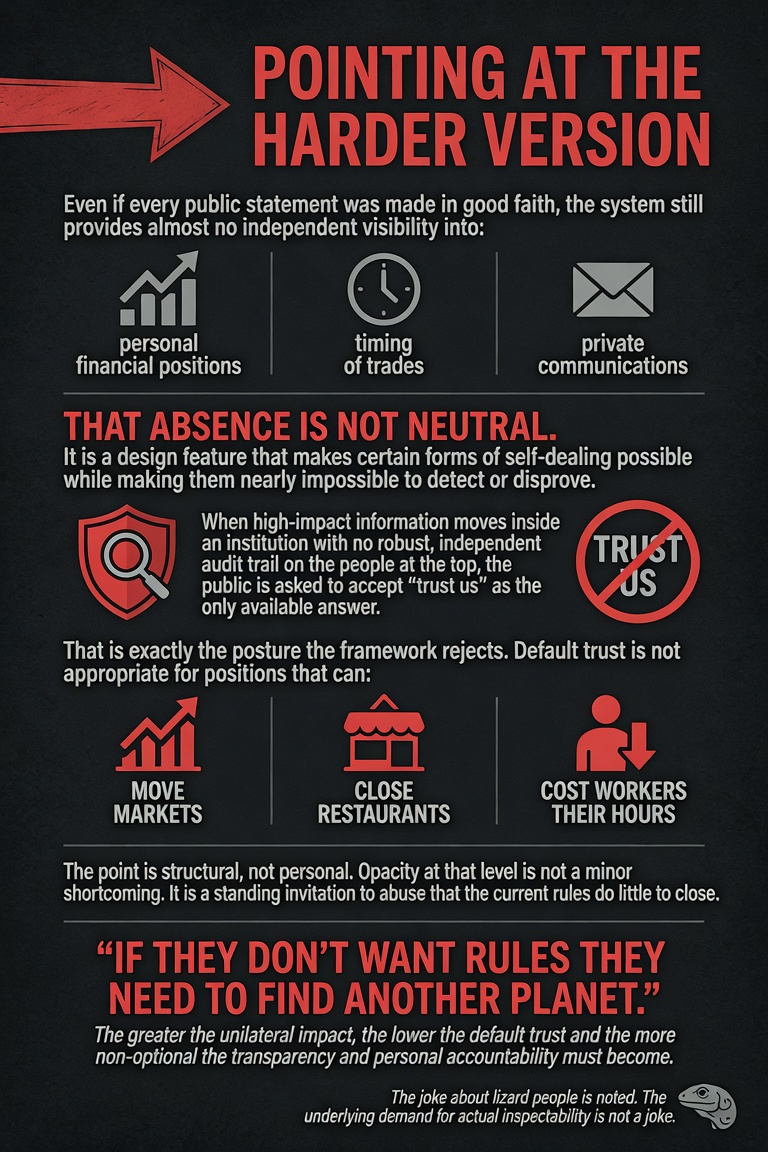 POINTING AT THE
HARDER VERSION
Even if every public statement was made in good faith, the system still
provides almost no independent visibility into:
personal
financial positions
timing
of trades
private
communications
THAT ABSENCE IS NOT NEUTRAL.
It is a design feature that makes certain forms of self-dealing possible
while making them nearly impossible to detect or disprove.
When high-impact information moves inside
an institution with no robust, independent
audit trail on the people at the top, the
public is asked to accept “trust us” as the
only available answer.
TRUST
US
That is exactly the posture the framework rejects. Default trust is not
appropriate for positions that can:
MOVE
MARKETS
CLOSE
RESTAURANTS
COST WORKERS
THEIR HOURS
The point is structural, not personal. Opacity at that level is not a minor
shortcoming. It is a standing invitation to abuse that the current rules do little to close.
“IF THEY DON’T WANT RULES THEY
NEED TO FIND ANOTHER PLANET.”
The greater the unilateral impact, the lower the default trust and the more
non-optional the transparency and personal accountability must become.
The joke about lizard people is noted. The
underlying demand for actual inspectability is not a joke.